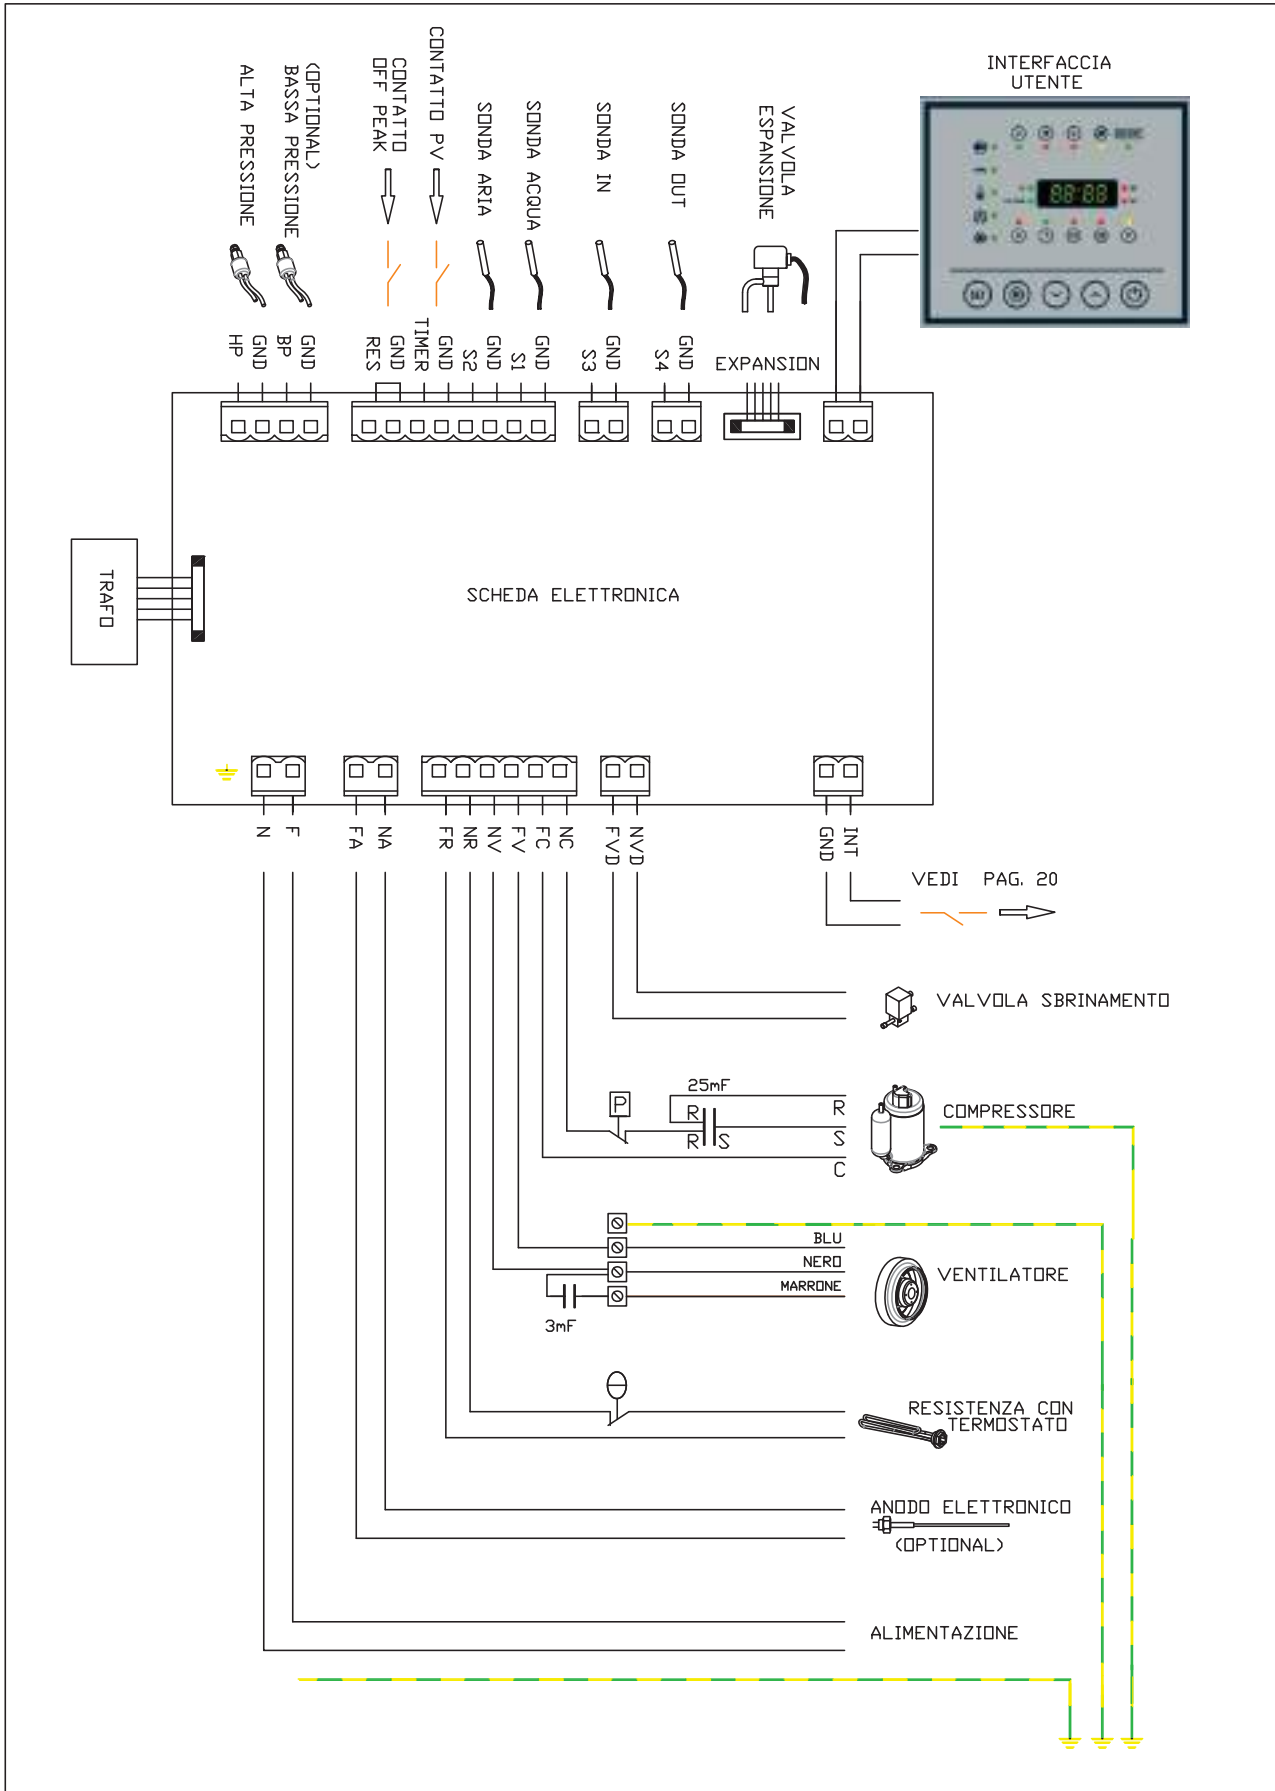 INTERFACCIA
UTENTE
ALTA PRESSIONE
(OPTIONAL)
BASSA PRESSIONE
CONTATTO
OFF PEAK
CONTATTO PV
SONDA ARIA
SONDA ACQUA
SONDA IN
SONDA OUT
VALVOLA
ESPANSIONE
88:88
SET
HP
GND
BP
GND
RES
GND
TIMER
GND
S2
GND
S1
GND
S3
GND
S4
GND
EXPANSION
TRAFO
SCHEDA ELETTRONICA
N
F
FA
NA
FR
NR
NV
FV
FC
NC
FVD
NVD
GND
INT
VEDI PAG. 20
VALVOLA SBRINAMENTO
25mF
P
R
R
S
R
S
C
COMPRESSORE
BLU
NERO
MARRONE
3mF
VENTILATORE
RESISTENZA CON
TERMOSTATO
ANODO ELETTRONICO
(OPTIONAL)
ALIMENTAZIONE